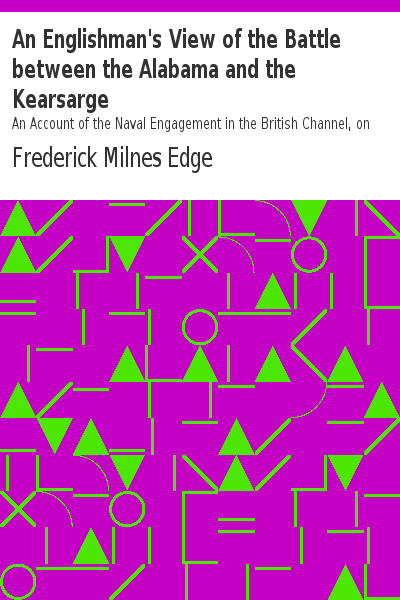 An Englishman's View of the Battle
between the Alabama and the
Kearsarge
An Account of the Naval Engagement in the British Channel, on
Frederick Milnes Edge